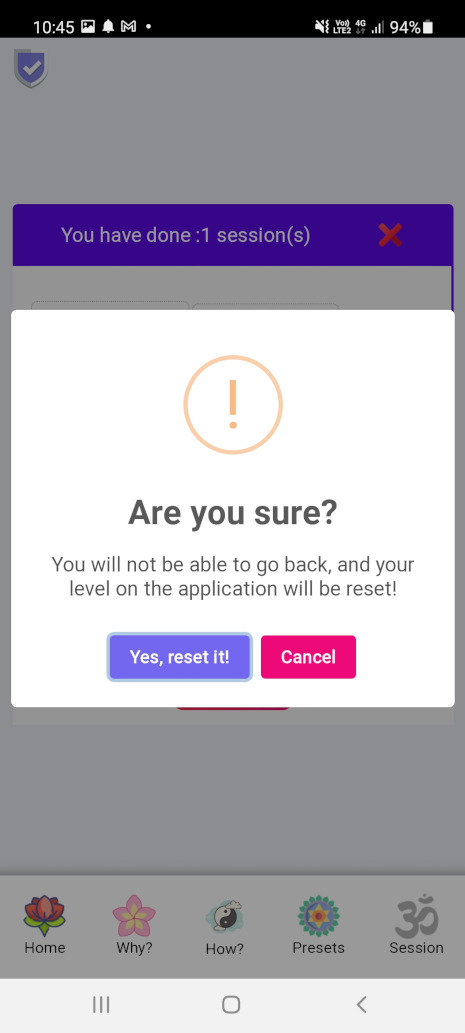 10:45
Vo)) 4G
LTE2
94%
You have done :1 session(s)
Are you sure?
You will not be able to go back, and your
level on the application will be reset!
Yes, reset it! Cancel
Home Why? How? Presets Session